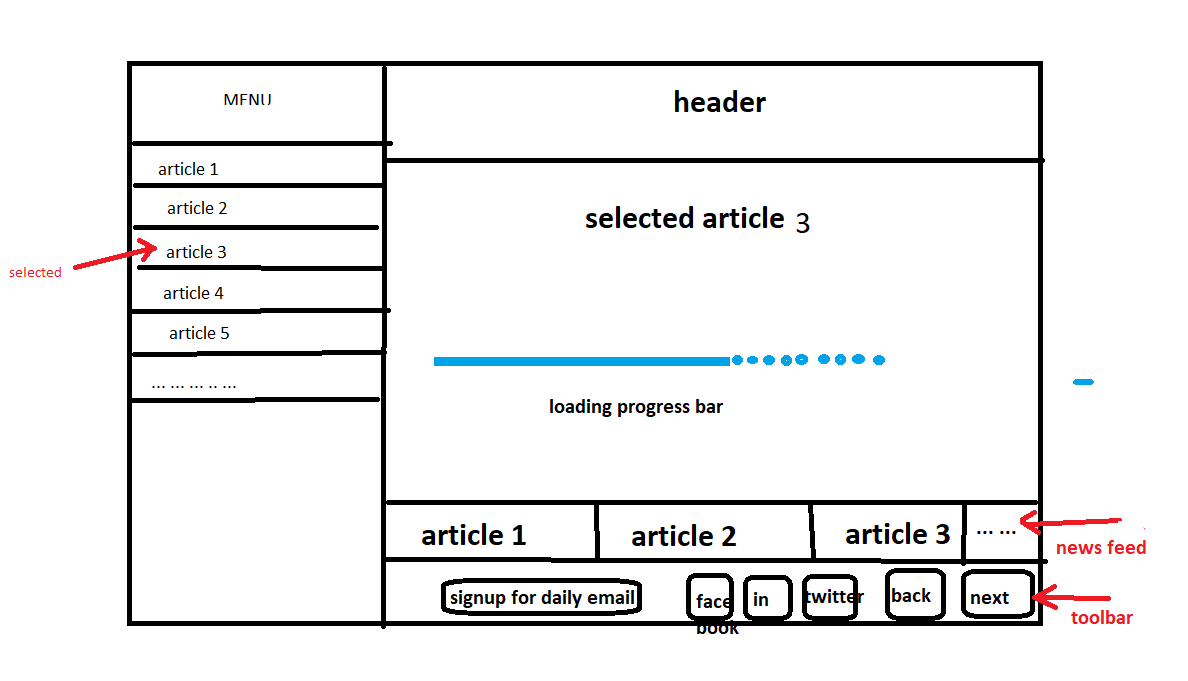 MENU
header
article 1
article 2
article 3
article 4
article 5
... ... ... .. ...
selected
selected article 3
loading progress bar
article 1
article 2
article 3
... ...
news feed
signup for daily email
face
book
in
twitter
back
next
toolbar